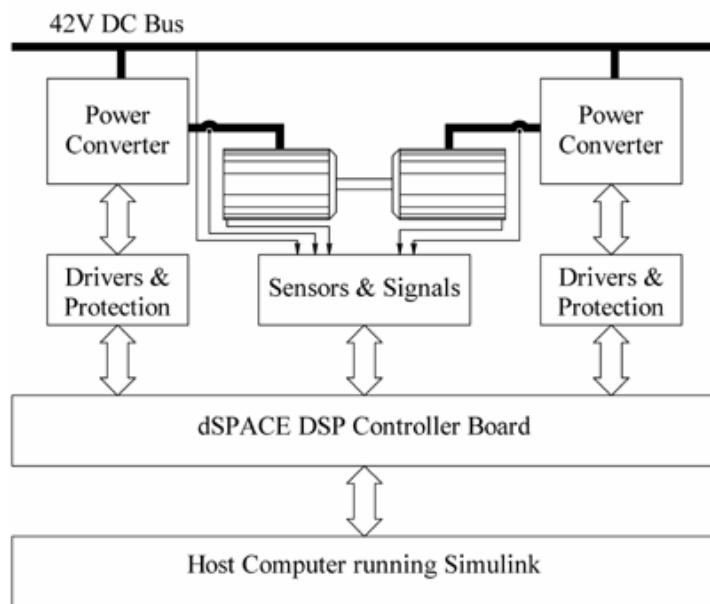 42V DC Bus
Power
Converter
Power
Converter
Drivers &
Protection
Sensors & Signals
Drivers &
Protection
dSPACE DSP Controller Board
Host Computer running Simulink